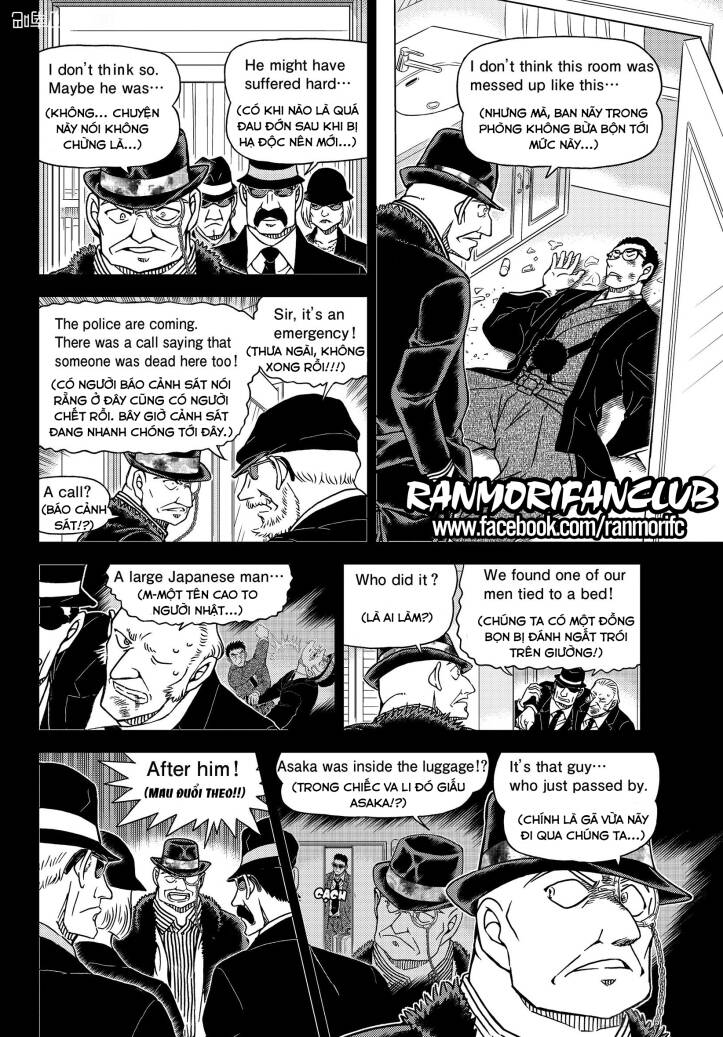 I don't think this room was
messed up like this…
(NHƯNG MÀ, BAN NÃY TRONG
PHÒNG KHÔNG BỪA BỘN TỚI
MỨC NÀY...)
He might have
suffered hard…
(CÓ KHI NÀO LÀ QUÁ
ĐAU ĐỚN SAU KHI BỊ
HẠ ĐỘC NÊN MỚI...)
I don't think so.
Maybe he was…
(KHÔNG... CHUYỆN
NÀY NÓI KHÔNG
CHỪNG LÀ...)
Sir, it's an
emergency!
(THƯA NGÀI, KHÔNG
XONG RỒI!!!)
The police are coming.
There was a call saying that
someone was dead here too!
(CÓ NGƯỜI BÁO CẢNH SÁT NÓI
RẰNG Ở ĐÂY CŨNG CÓ NGƯỜI
CHẾT RỒI. BÂY GIỜ CẢNH SÁT
ĐANG NHANH CHÓNG TỚI ĐÂY.)
A call?
(BÁO CẢNH
SÁT!?)
RANMORIFANCLUB
www.facebook.com/ranmorifc
We found one of our
men tied to a bed!
(CHÚNG TA CÓ MỘT ĐỒNG
BỌN BỊ ĐÁNH NGẤT TRÓI
TRÊN GIƯỜNG!)
Who did it?
(LÀ AI LÀM?)
A large Japanese man…
(M-MỘT TÊN CAO TO
NGƯỜI NHẬT...)
It's that guy…
who just passed by.
(CHÍNH LÀ GÃ VỪA NÃY
ĐI QUA CHÚNG TA...)
Asaka was inside the luggage!?
(TRONG CHIẾC VA LI ĐÓ GIẤU
ASAKA!?)
CẠCH
After him!
(MAU ĐUỔI THEO!!)